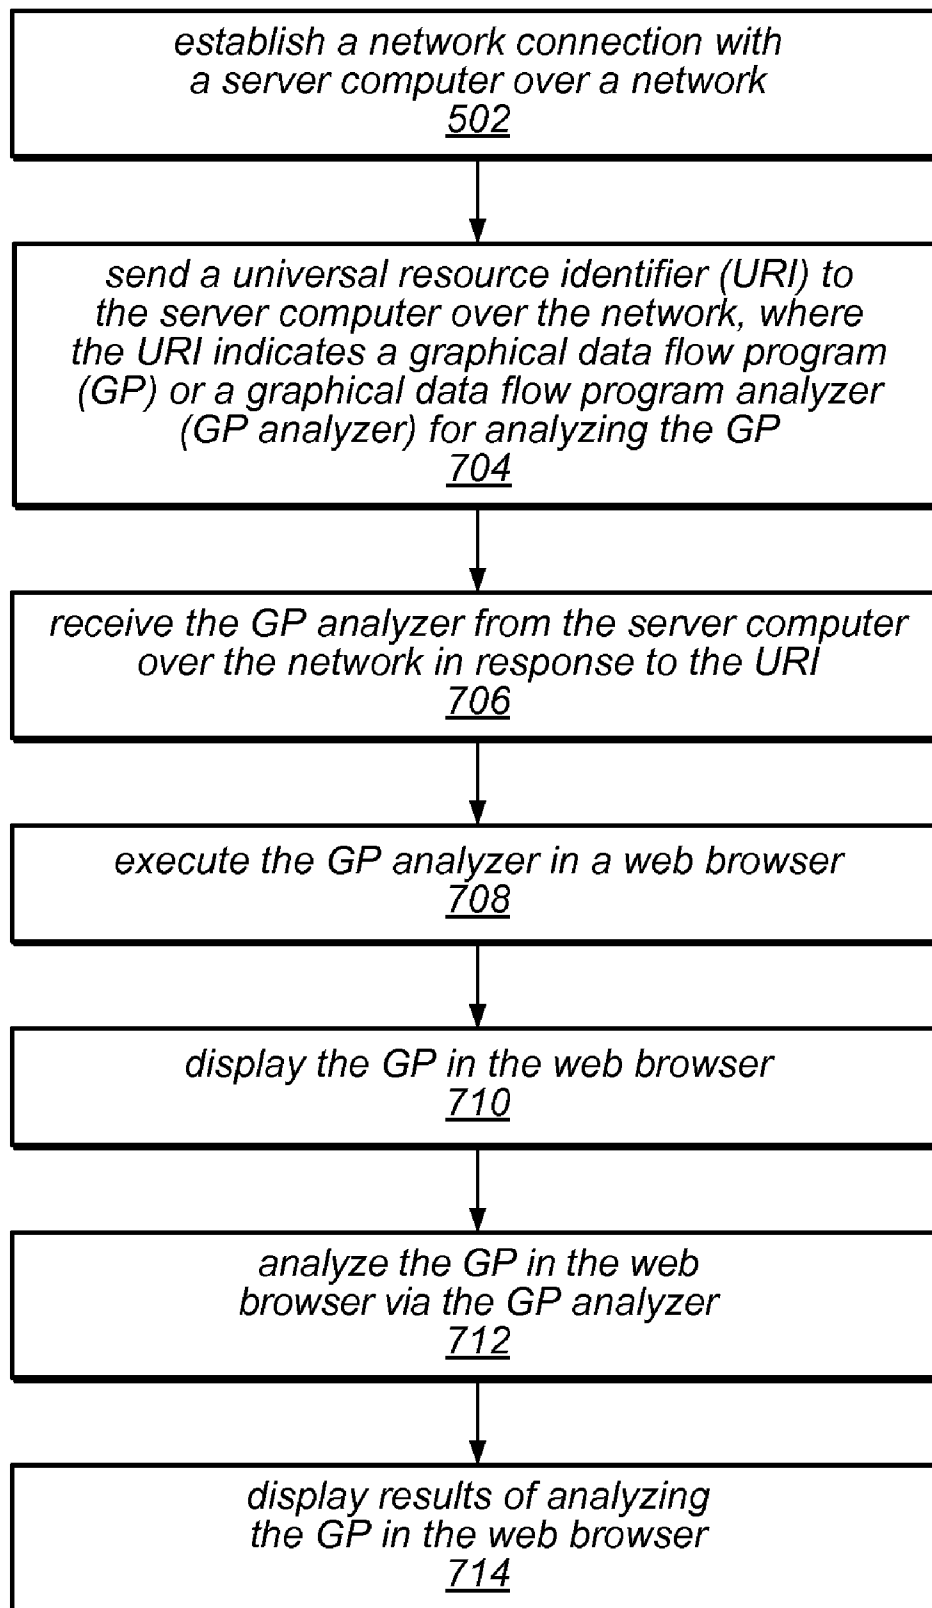 establish a network connection with
a server computer over a network
502
send a universal resource identifier (URI) to
the server computer over the network, where
the URI indicates a graphical data flow program
(GP) or a graphical data flow program analyzer
(GP analyzer) for analyzing the GP
704
receive the GP analyzer from the server computer
over the network in response to the URI
706
execute the GP analyzer in a web browser
708
display the GP in the web browser
710
analyze the GP in the web
browser via the GP analyzer
712
display results of analyzing
the GP in the web browser
714